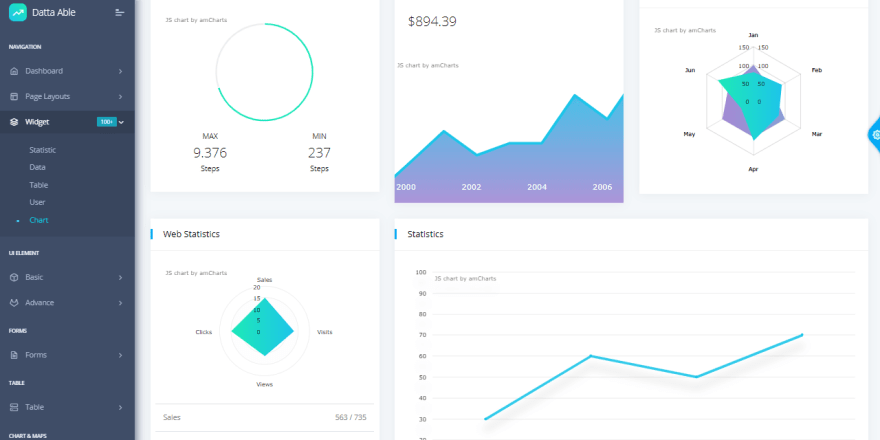 Datta Able
NAVIGATION
Dashboard
Page Layouts
Widget
100+
Statistic
Data
Table
User
Chart
UI ELEMENT
Basic
Advance
FORMS
Forms
TABLE
Table
CHART & MAPS
JS chart by amCharts
MAX
9.376
Steps
MIN
237
Steps
$894.39
JS chart by amCharts
2000 2002 2004 2006
JS chart by amCharts
Jan
150 150
Jun 100 100 Feb
50 50
0 0
May Mar
Apr
Web Statistics
JS chart by amCharts
Sales
20
15
10
5
Clicks 0 Visits
Views
Sales 563 / 735
Statistics
100 JS chart by amCharts
90
80
70
60
50
40
30
20